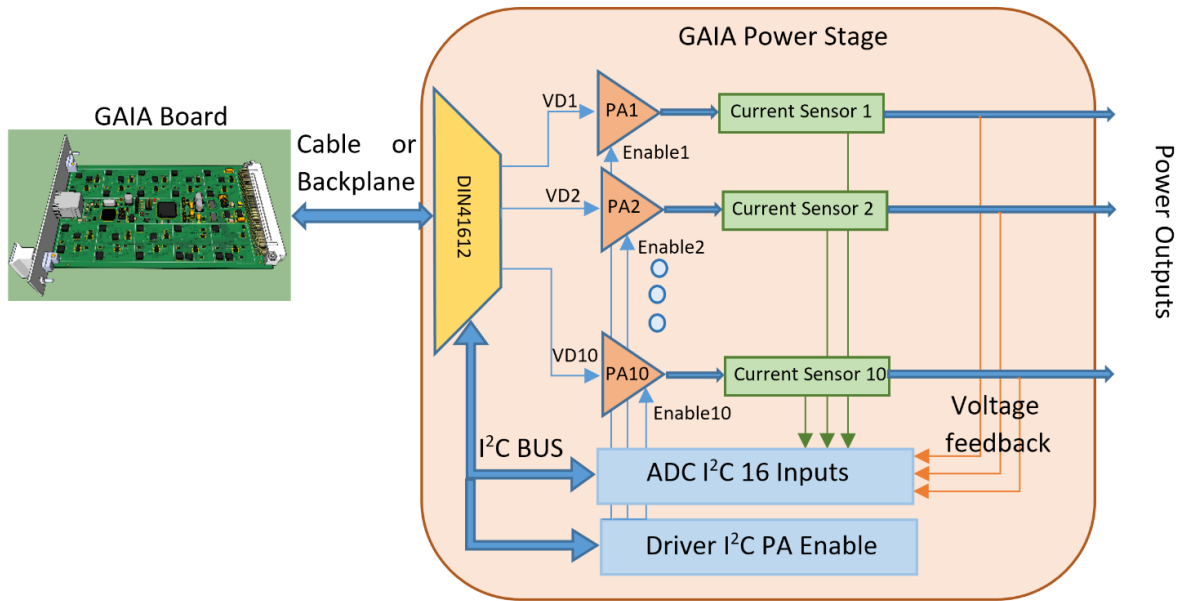 GAIA Power Stage
GAIA Board
Cable or
Backplane
DIN41612
VD1
PA1
Current Sensor 1
Enable1
VD2
PA2
Current Sensor 2
Enable2
VD10
PA10
Current Sensor 10
Enable10
Power Outputs
Voltage
feedback
I²C BUS
ADC I²C 16 Inputs
Driver I²C PA Enable